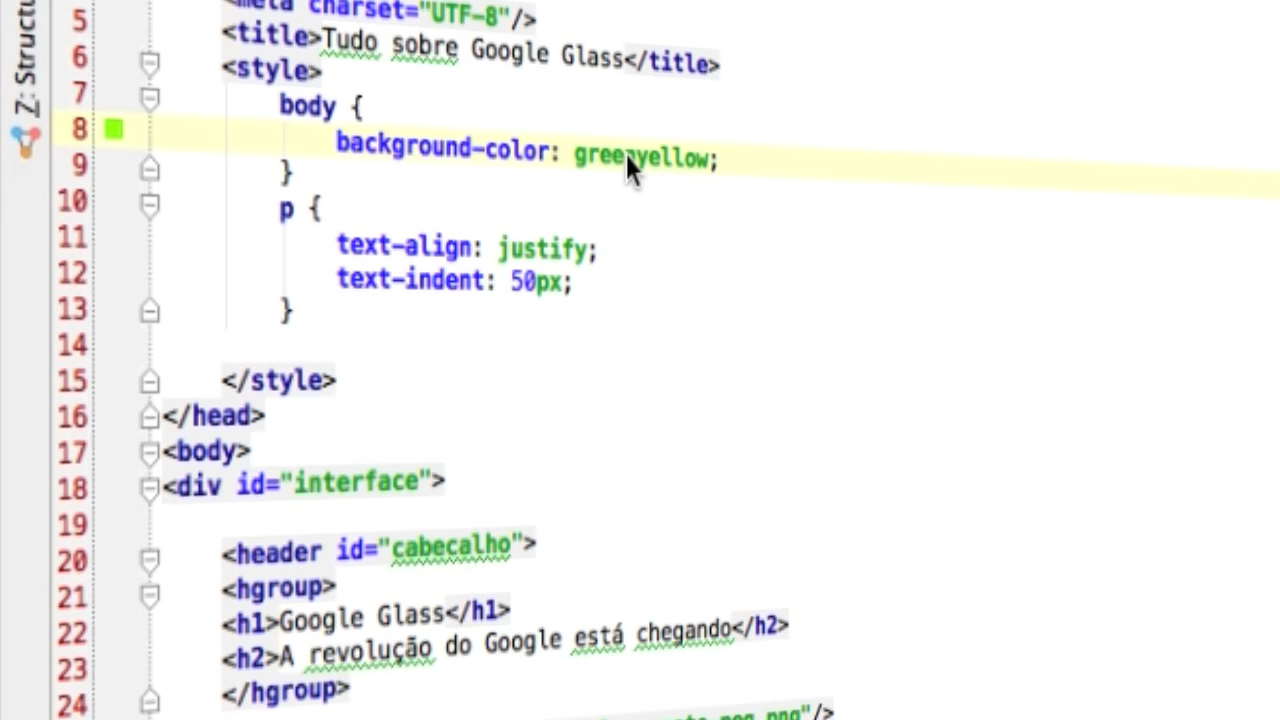 Z: Structu
5 <meta charset="UTF-8"/>
6 <title>Tudo sobre Google Glass</title>
7 <style>
8 body {
9 background-color: greenyellow;
10 }
11 p {
12 text-align: justify;
13 text-indent: 50px;
14 }
15 </style>
16 </head>
17 <body>
18 <div id="interface">
19
20 <header id="cabecalho">
21 <hgroup>
22 <h1>Google Glass</h1>
23 <h2>A revolução do Google está chegando</h2>
24 </hgroup>
png"/>